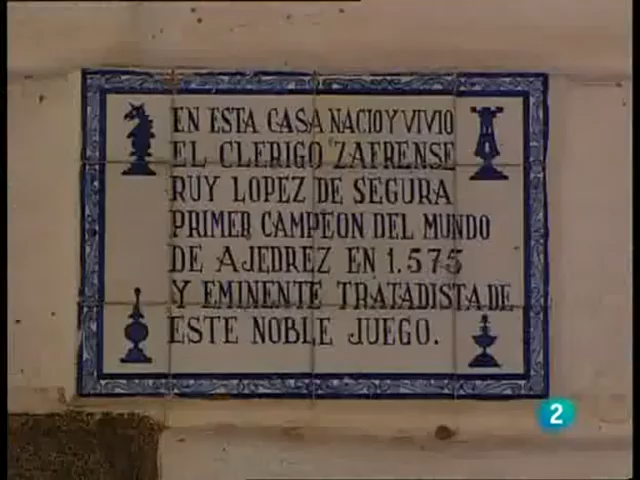 EN ESTA CASA NACIO Y VIVIO
EL CLERIGO ZAFRENSE
RUY LOPEZ DE SEGURA
PRIMER CAMPEON DEL MUNDO
DE AJEDREZ EN 1.575
Y EMINENTE TRATADISTA DE
ESTE NOBLE JUEGO.
2